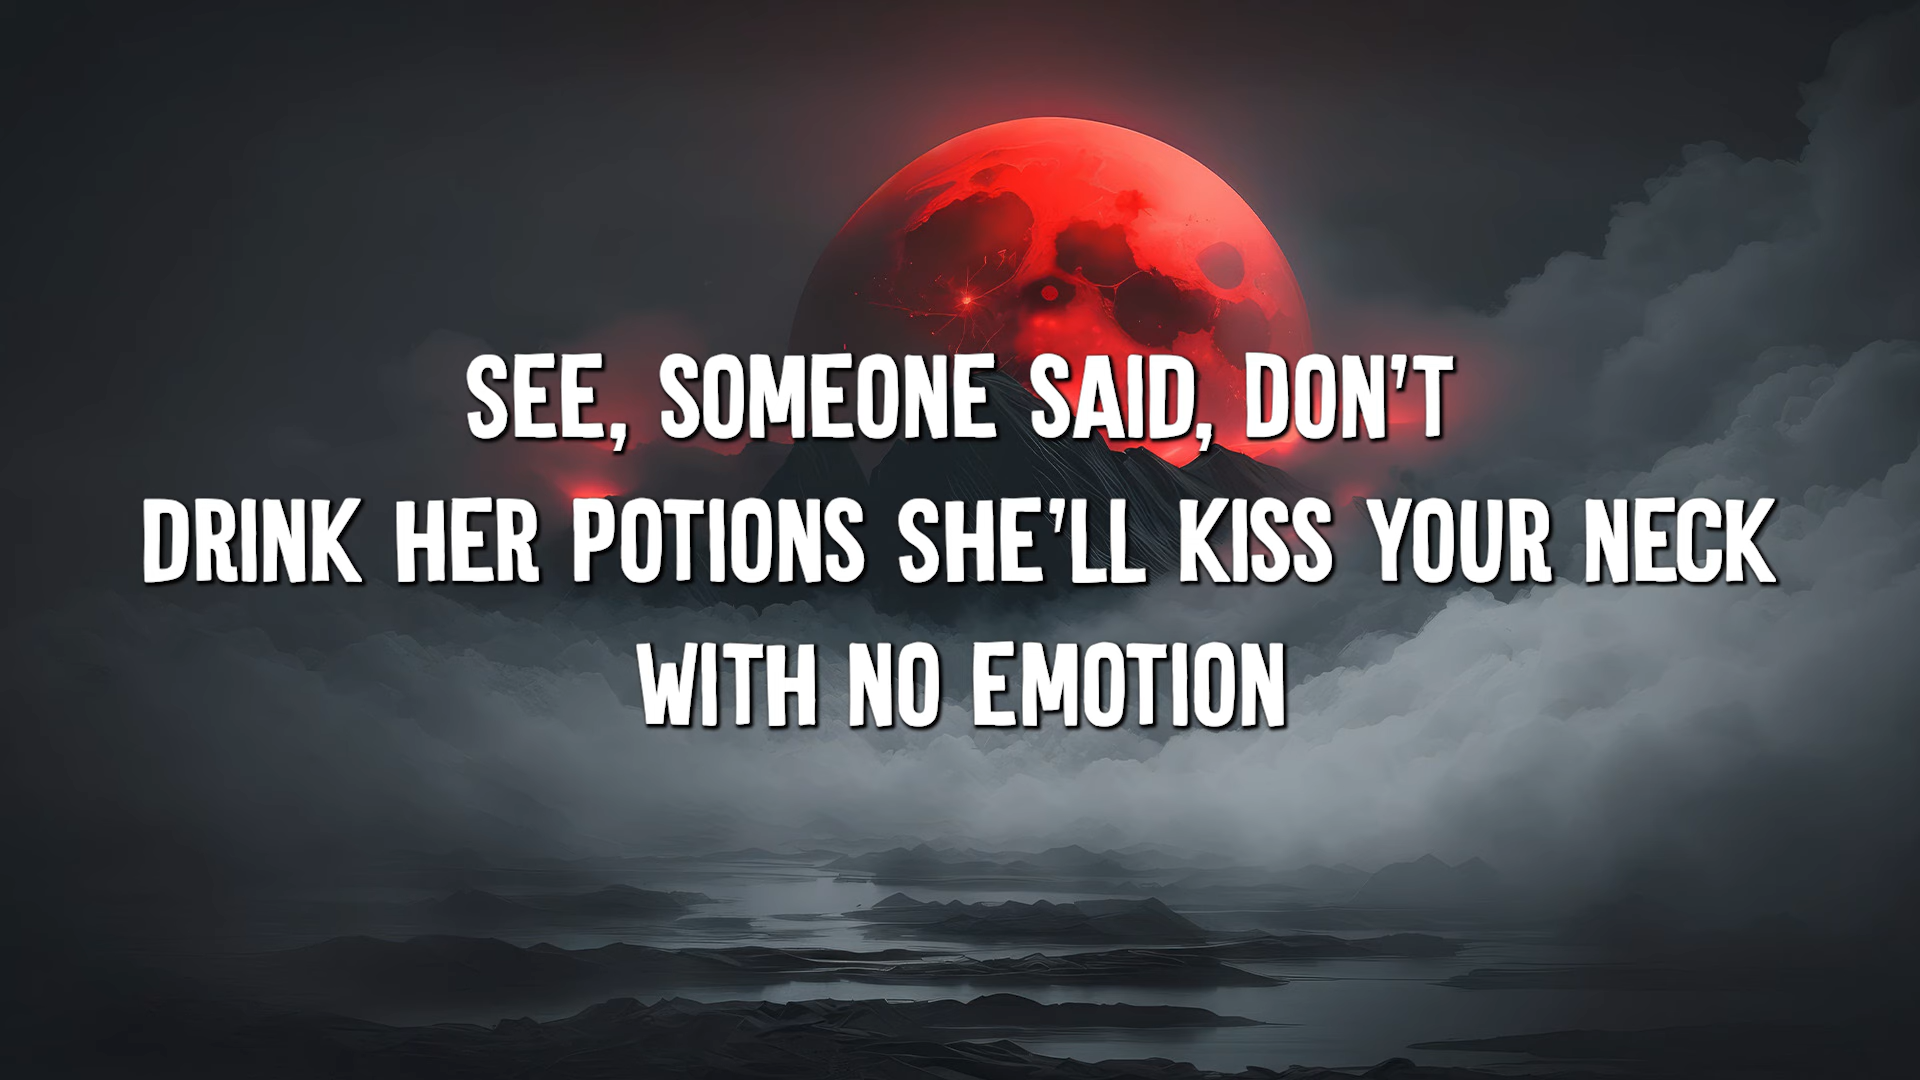 SEE, SOMEONE SAID, DON'T
DRINK HER POTIONS SHE'LL KISS YOUR NECK
WITH NO EMOTION